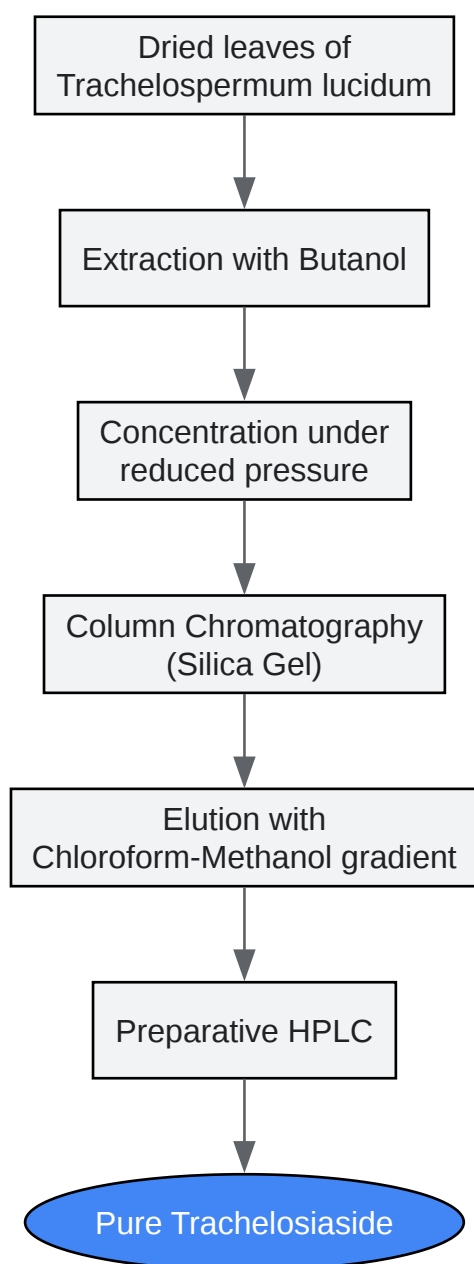 Dried leaves of
Trachelospermum lucidum
Extraction with Butanol
Concentration under
reduced pressure
Column Chromatography
(Silica Gel)
Elution with
Chloroform-Methanol gradient
Preparative HPLC
Pure Trachelosiaside